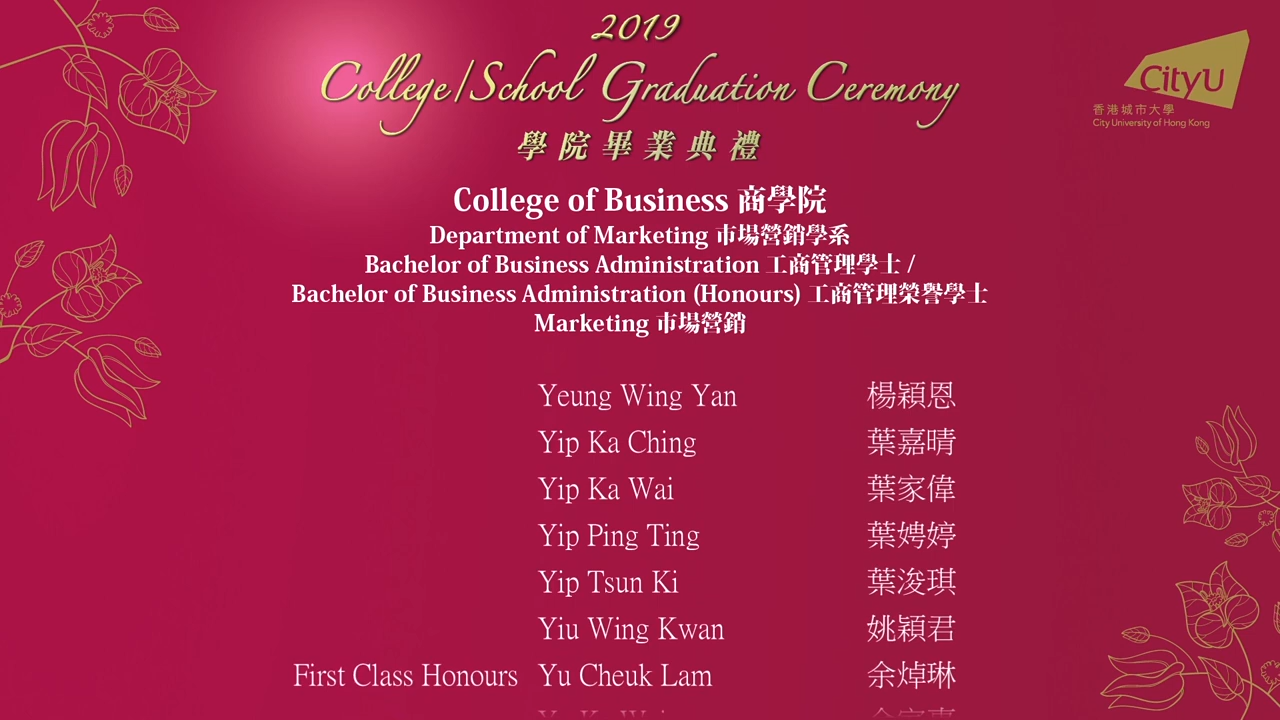 2019
College/School Graduation Ceremony
學院畢業典禮
CityU
香港城市大學
City University of Hong Kong
College of Business 商學院
Department of Marketing 市場營銷學系
Bachelor of Business Administration 工商管理學士 /
Bachelor of Business Administration (Honours) 工商管理榮譽學士
Marketing 市場營銷
Yeung Wing Yan 楊穎恩
Yip Ka Ching 葉嘉晴
Yip Ka Wai 葉家偉
Yip Ping Ting 葉娉婷
Yip Tsun Ki 葉浚琪
Yiu Wing Kwan 姚穎君
First Class Honours Yu Cheuk Lam 余焯琳